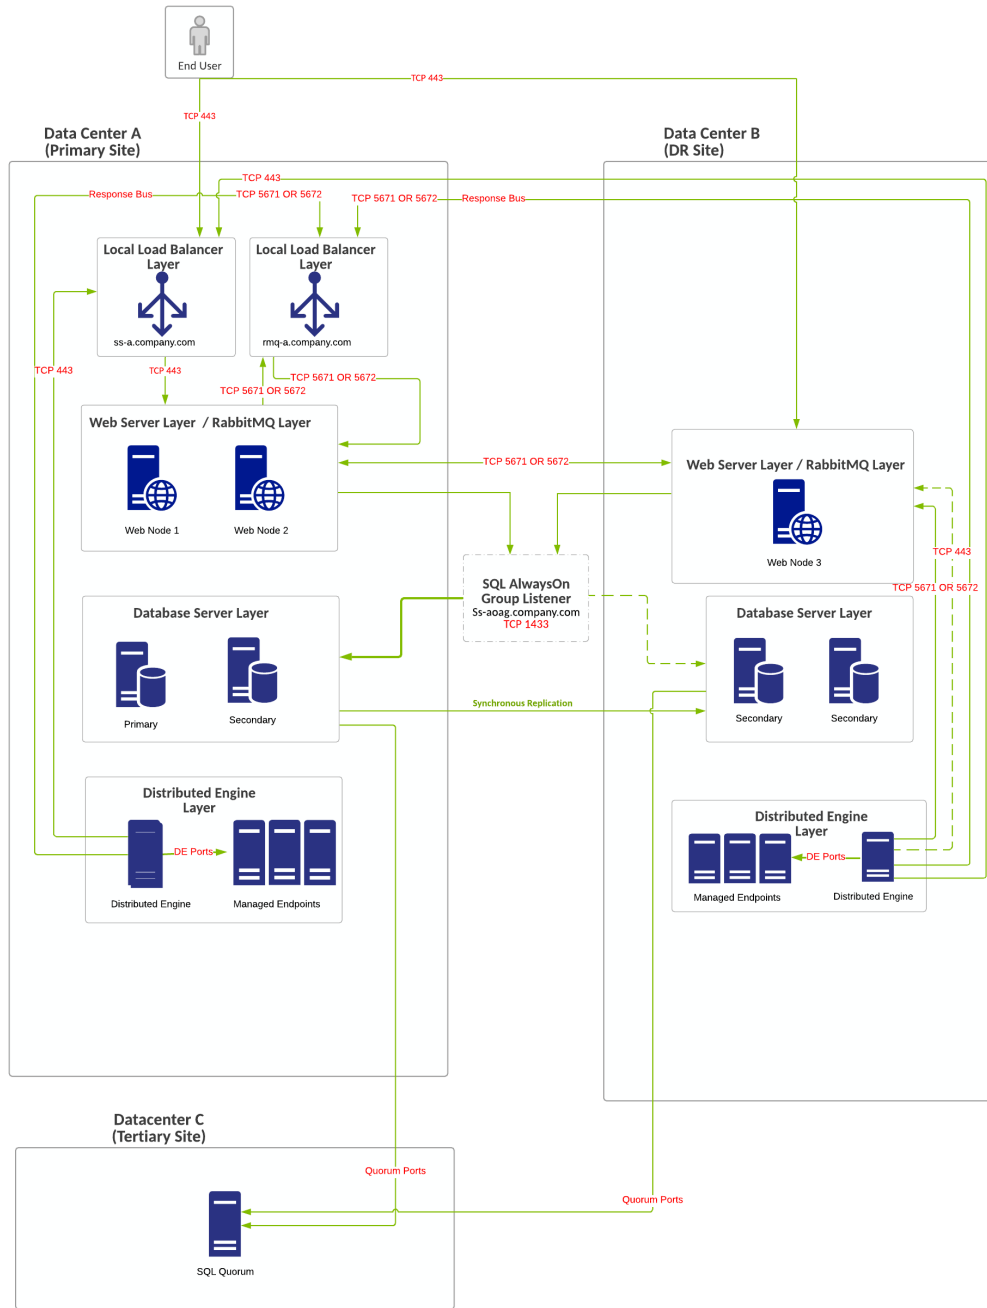 End User
TCP 443
TCP 443
Data Center A
(Primary Site)
Data Center B
(DR Site)
TCP 443
Response Bus
TCP 5671 OR 5672
TCP 5671 OR 5672
Response Bus
Local Load Balancer
Layer
ss-a.company.com
Local Load Balancer
Layer
rmq-a.company.com
TCP 443
TCP 443
TCP 5671 OR 5672
TCP 5671 OR 5672
Web Server Layer / RabbitMQ Layer
Web Node 1
Web Node 2
TCP 5671 OR 5672
Web Server Layer / RabbitMQ Layer
Web Node 3
TCP 443
TCP 5671 OR 5672
SQL AlwaysOn
Group Listener
Ss-aoag.company.com
TCP 1433
Database Server Layer
Primary
Secondary
Synchronous Replication
Database Server Layer
Secondary
Secondary
Distributed Engine
Layer
DE Ports
Distributed Engine
Managed Endpoints
Distributed Engine
Layer
DE Ports
Managed Endpoints
Distributed Engine
Datacenter C
(Tertiary Site)
Quorum Ports
Quorum Ports
SQL Quorum